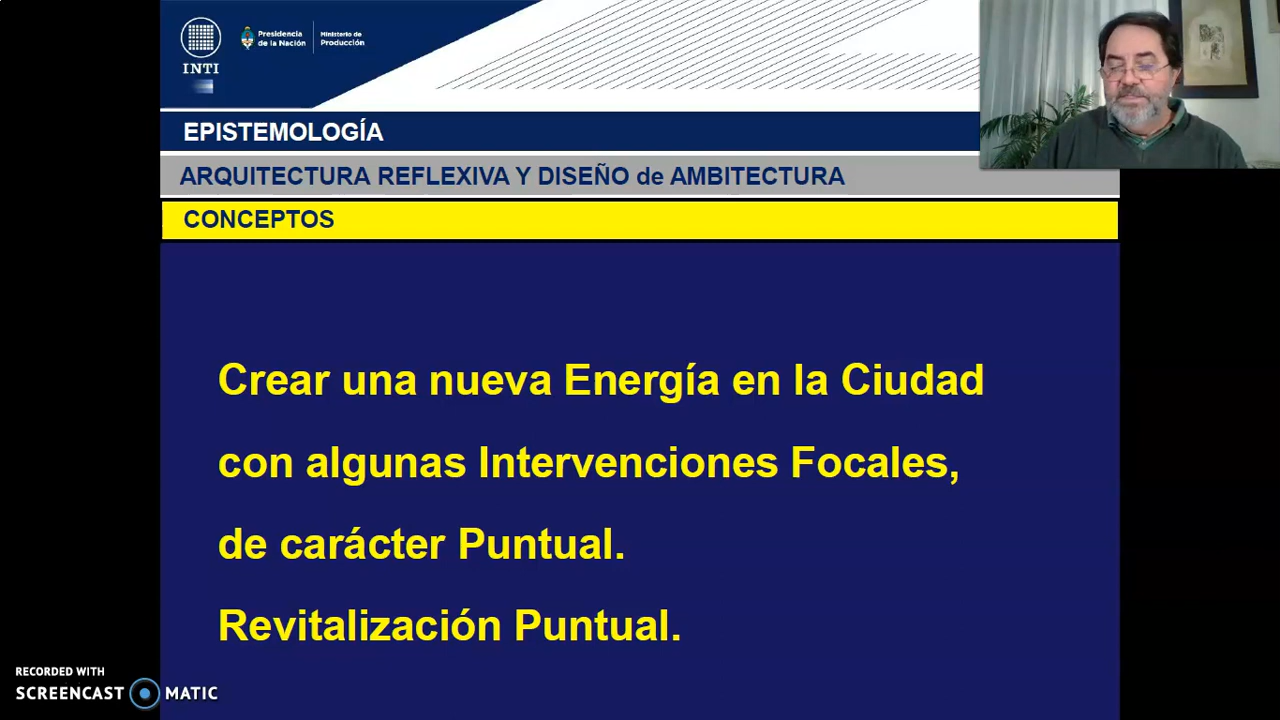 INTI
Presidencia
de la Nación
Ministerio de
Producción
EPISTEMOLOGÍA
ARQUITECTURA REFLEXIVA Y DISEÑO de AMBITECTURA
CONCEPTOS
Crear una nueva Energía en la Ciudad
con algunas Intervenciones Focales,
de carácter Puntual.
Revitalización Puntual.
RECORDED WITH
SCREENCAST MATIC